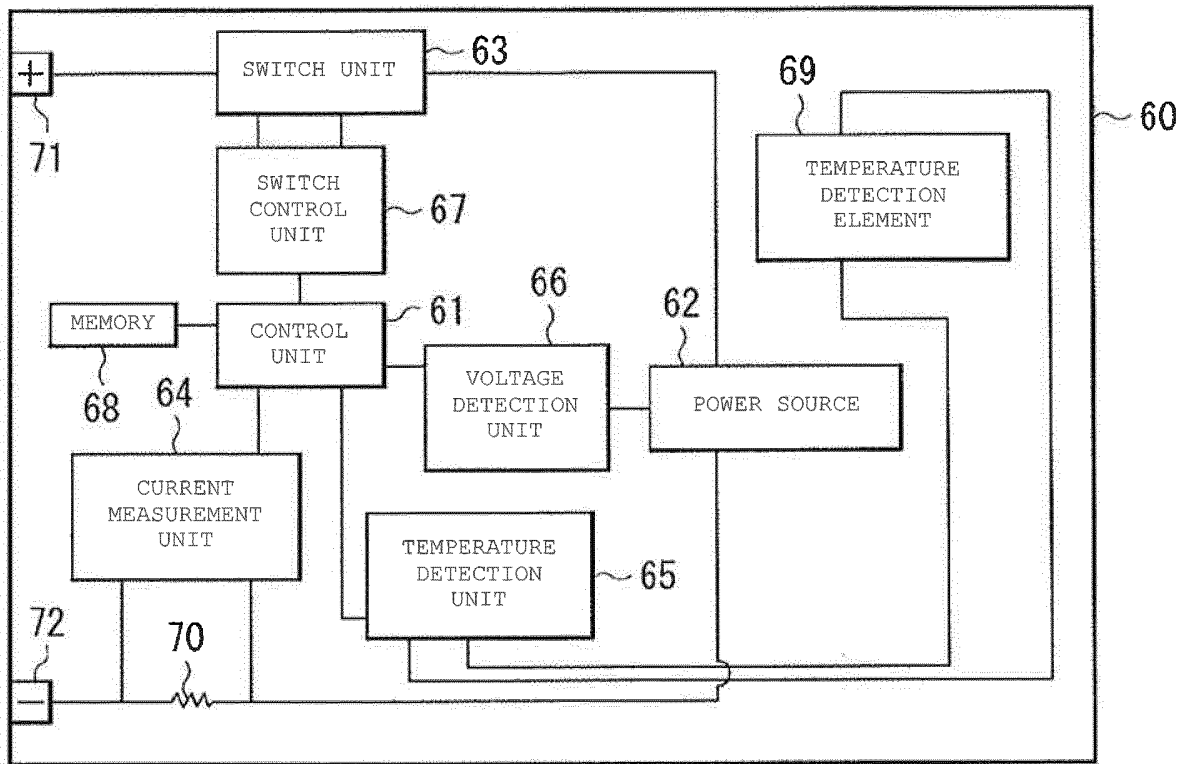 +
71
SWITCH UNIT
63
69
60
TEMPERATURE
DETECTION
ELEMENT
SWITCH
CONTROL
UNIT
67
MEMORY
68
CONTROL
UNIT
61
66
VOLTAGE
DETECTION
UNIT
62
POWER SOURCE
64
CURRENT
MEASUREMENT
UNIT
TEMPERATURE
DETECTION
UNIT
65
72
−
70